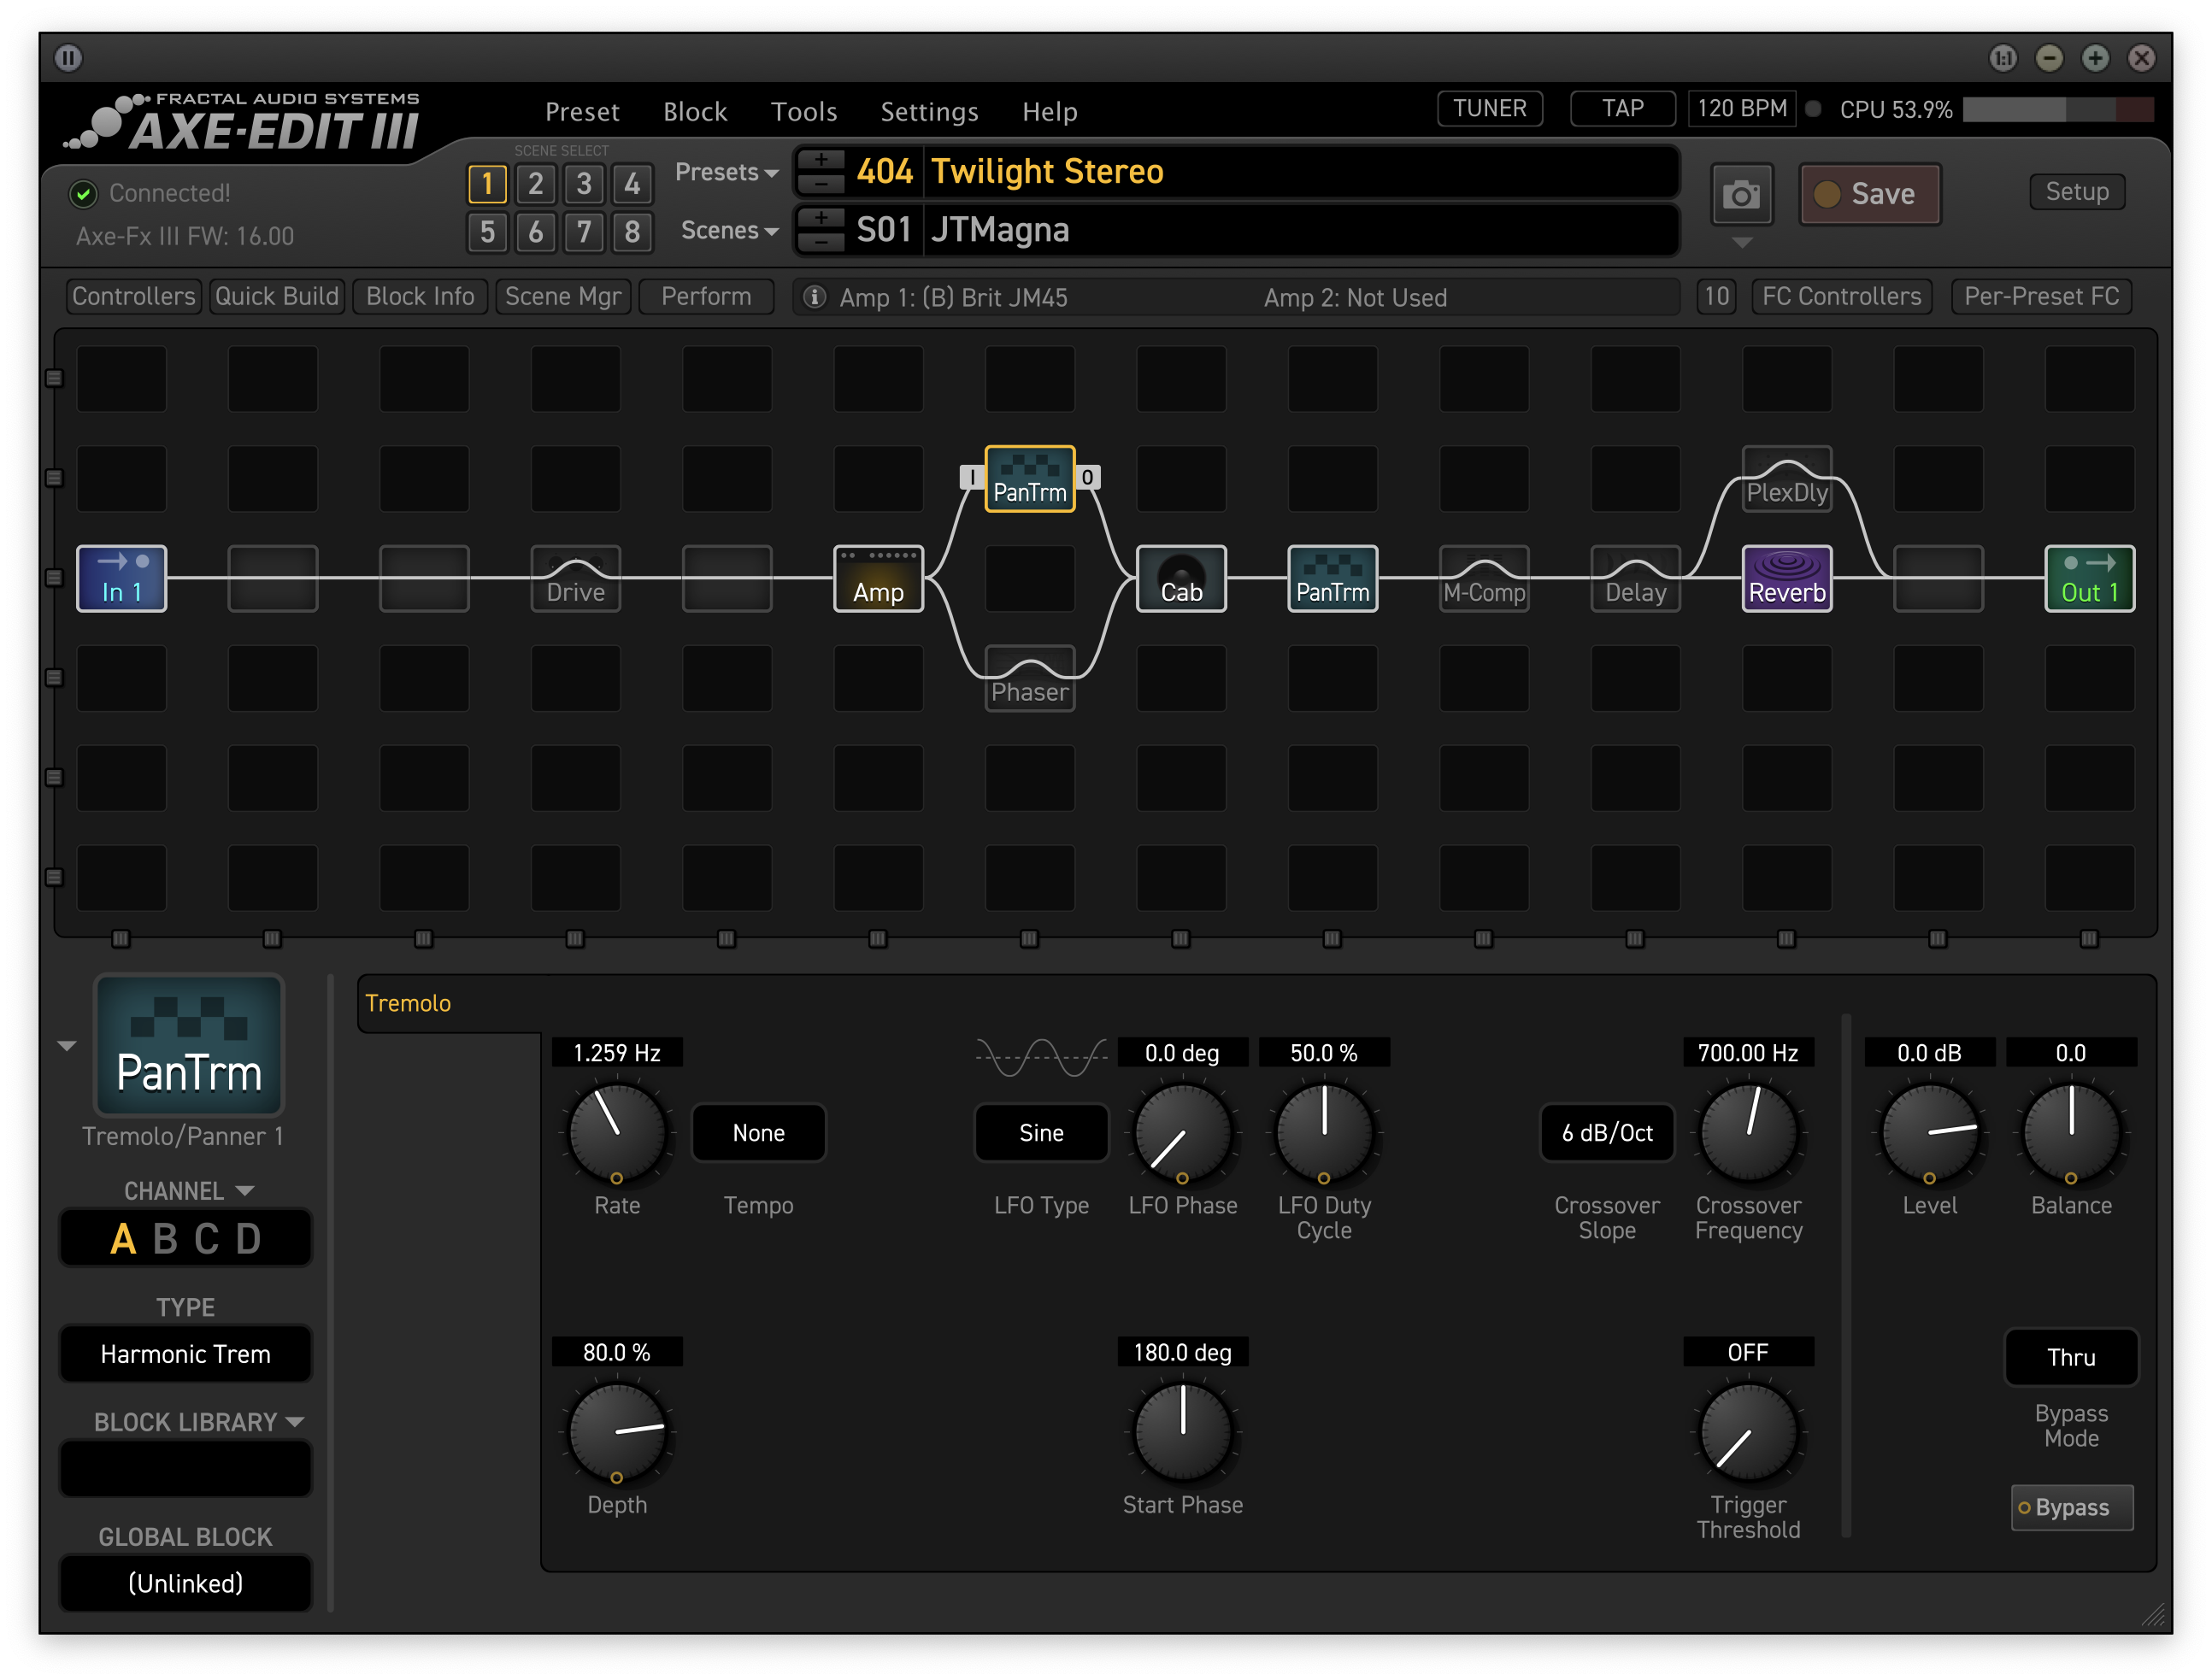 1:1
FRACTAL AUDIO SYSTEMS
AXE-EDIT III
Preset Block Tools Settings Help
TUNER TAP 120 BPM CPU 53.9%
SCENE SELECT
1 2 3 4
5 6 7 8
Presets 404 Twilight Stereo
Scenes S01 JTMagna
Save
Setup
Connected!
Axe-Fx III FW: 16.00
Controllers Quick Build Block Info Scene Mgr Perform
Amp 1: (B) Brit JM45 Amp 2: Not Used
10 FC Controllers Per-Preset FC
I PanTrm O PlexDly
In 1 Drive Amp Cab PanTrm M-Comp Delay Reverb Out 1
Phaser
PanTrm
Tremolo/Panner 1
CHANNEL
A B C D
TYPE
Harmonic Trem
BLOCK LIBRARY
GLOBAL BLOCK
(Unlinked)
Tremolo
1.259 Hz 0.0 deg 50.0 % 700.00 Hz 0.0 dB 0.0
None Sine 6 dB/Oct
Rate Tempo LFO Type LFO Phase LFO Duty Crossover Crossover Level Balance
Cycle Slope Frequency
80.0 % 180.0 deg OFF
Thru
Bypass
Mode
Depth Start Phase Trigger
Threshold
Bypass